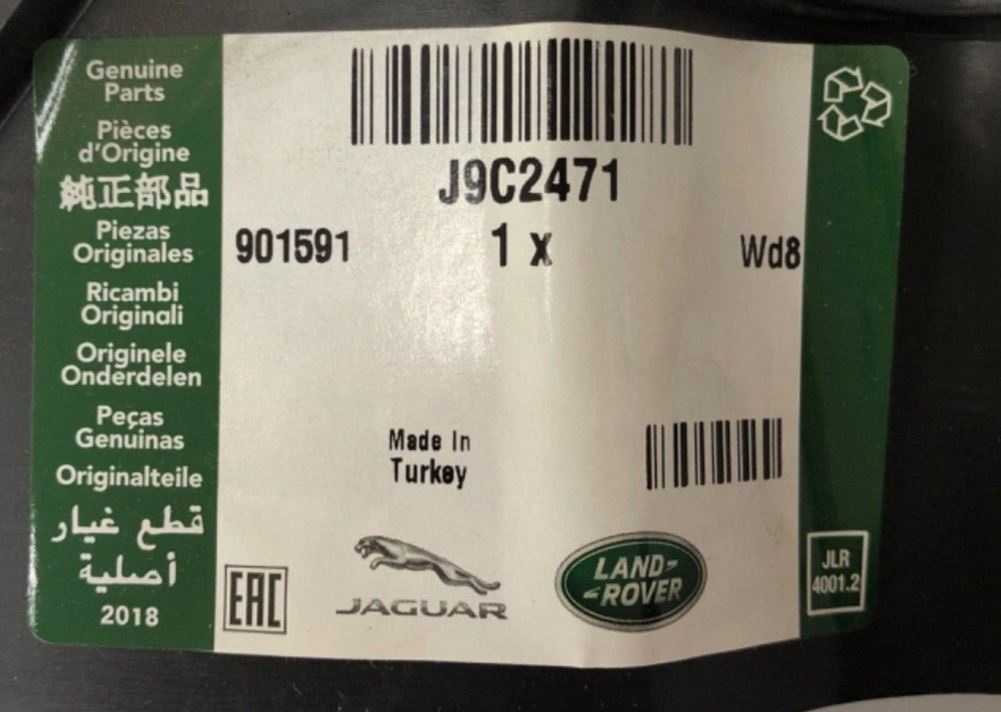 Genuine
Parts
Pièces
d'Origine
純正部品
Piezas
Originales
Ricambi
Originali
Originele
Onderdelen
Peças
Genuinas
Originalteile
قطع غيار
أصلية
2018
J9C2471
901591 1 x Wd8
Made In
Turkey
EAC
JAGUAR
LAND-
-ROVER
JLR
4001.2